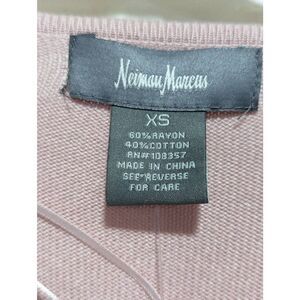 Neiman Marcus
XS
60% RAYON
40% COTTON
RN#108357
MADE IN CHINA
SEE REVERSE
FOR CARE